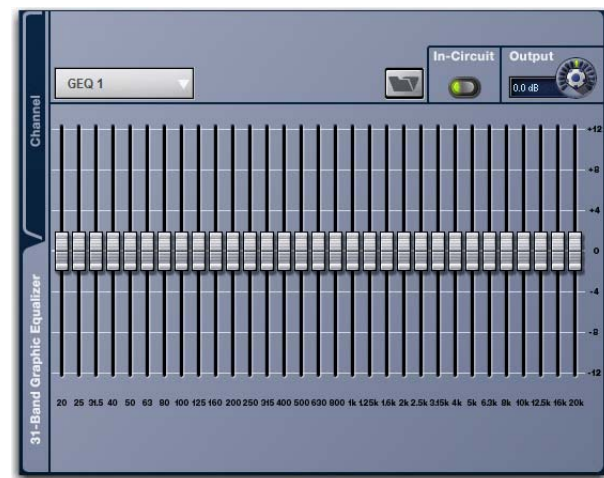 In-Circuit
Output
GEQ 1
0.0 dB
Channel
31-Band Graphic Equalizer
+12
+8
+4
0
-4
-8
-12
20 25 31.5 40 50 63 80 100 125 160 200 250 315 400 500 630 800 1k 1.25k 1.6k 2k 2.5k 3.15k 4k 5k 6.3k 8k 10k 12.5k 16k 20k